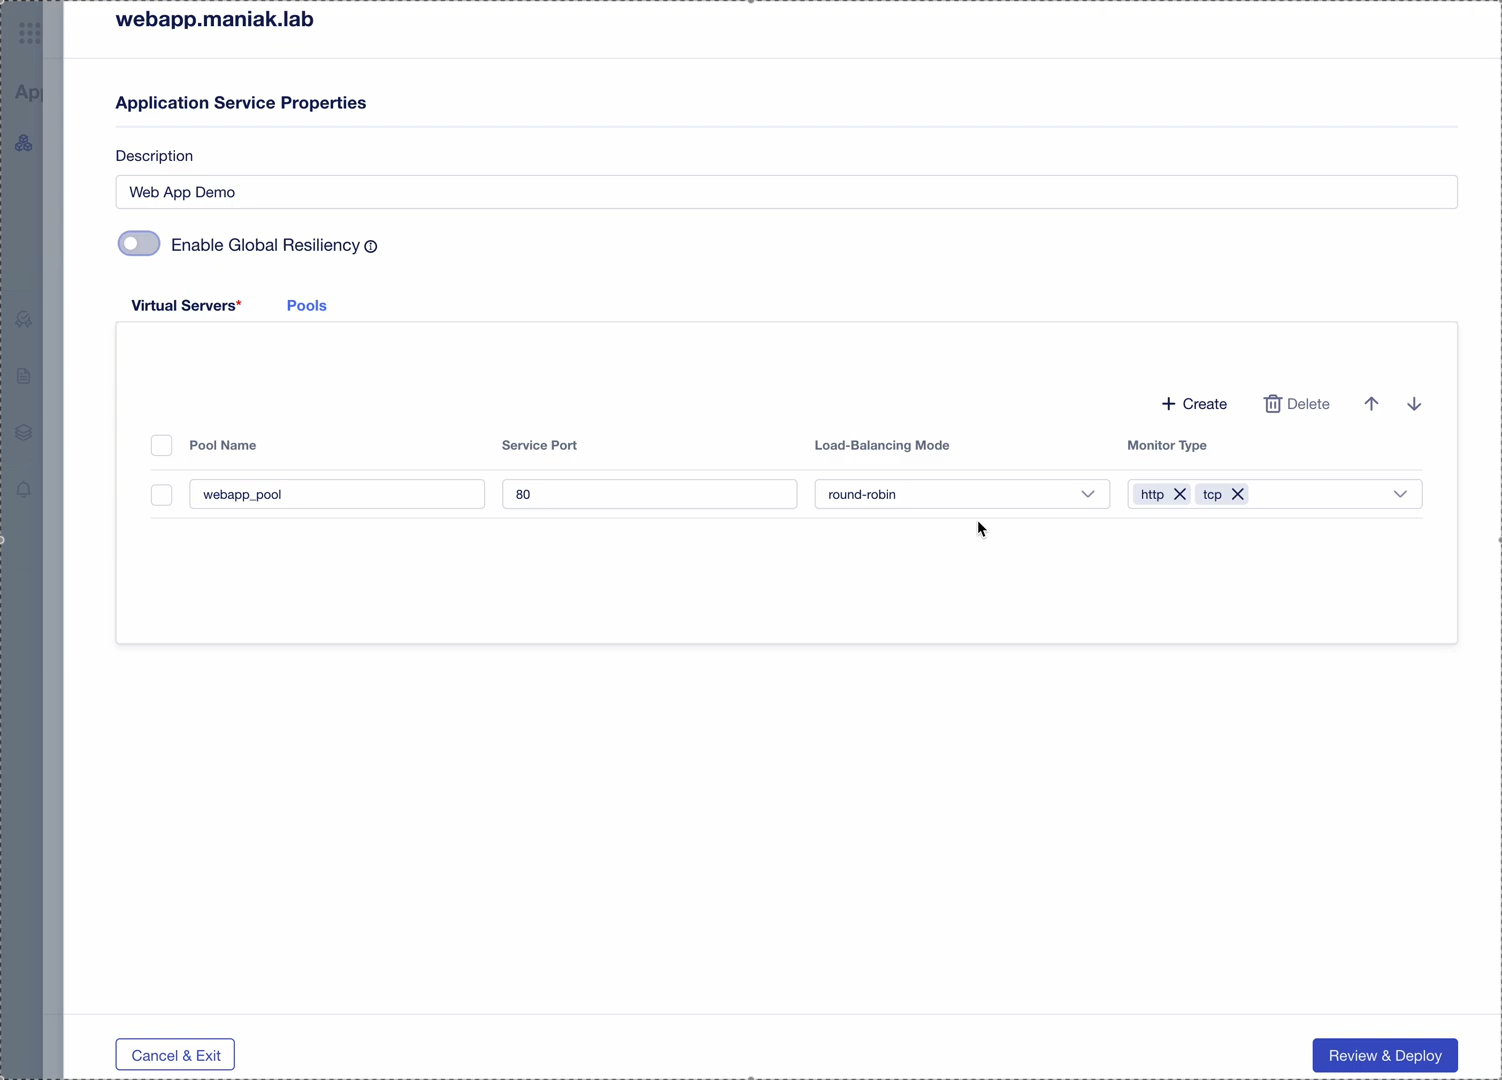 webapp.maniak.lab
App
Application Service Properties
Description
Web App Demo
Enable Global Resiliency
Virtual Servers* Pools
Create Delete
Pool Name Service Port Load-Balancing Mode Monitor Type
webapp_pool 80 round-robin http tcp
Cancel & Exit Review & Deploy